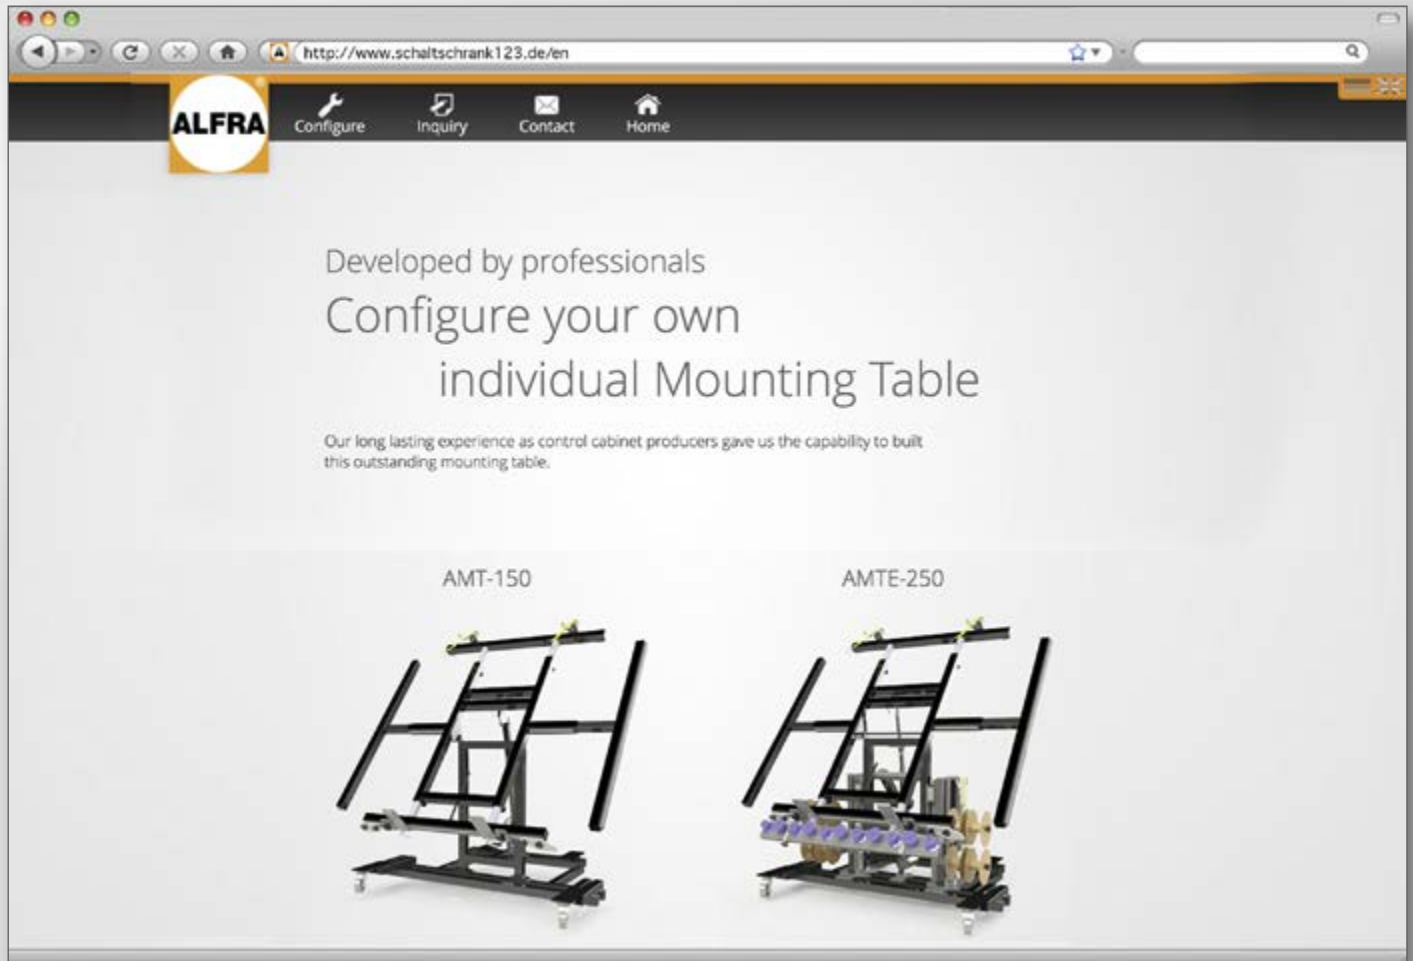 http://www.schaltschrank123.de/en
ALFRA
Configure
Inquiry
Contact
Home
Developed by professionals
Configure your own
individual Mounting Table
Our long lasting experience as control cabinet producers gave us the capability to built
this outstanding mounting table.
AMT-150
AMTE-250